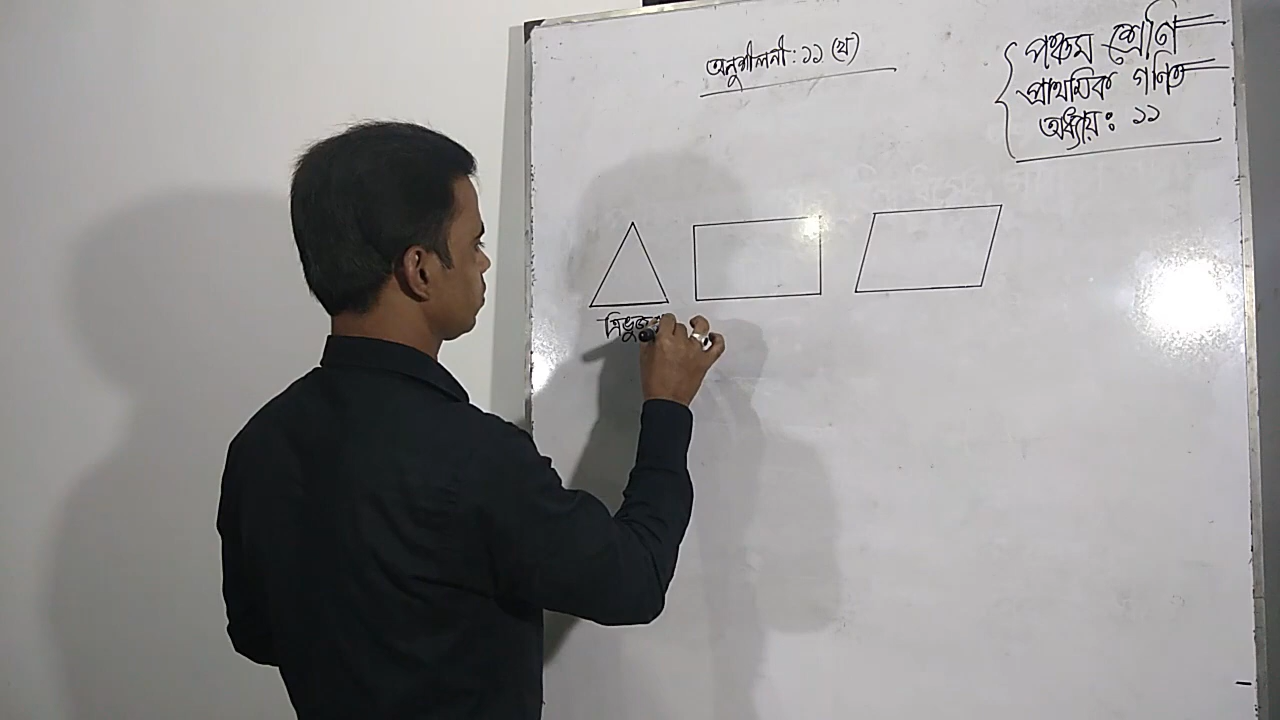 অনুশীলনী : ১১ (খ)
পঞ্চম শ্রেণি
প্রাথমিক গণিত
অধ্যায় : ১১
ত্রিভুজ